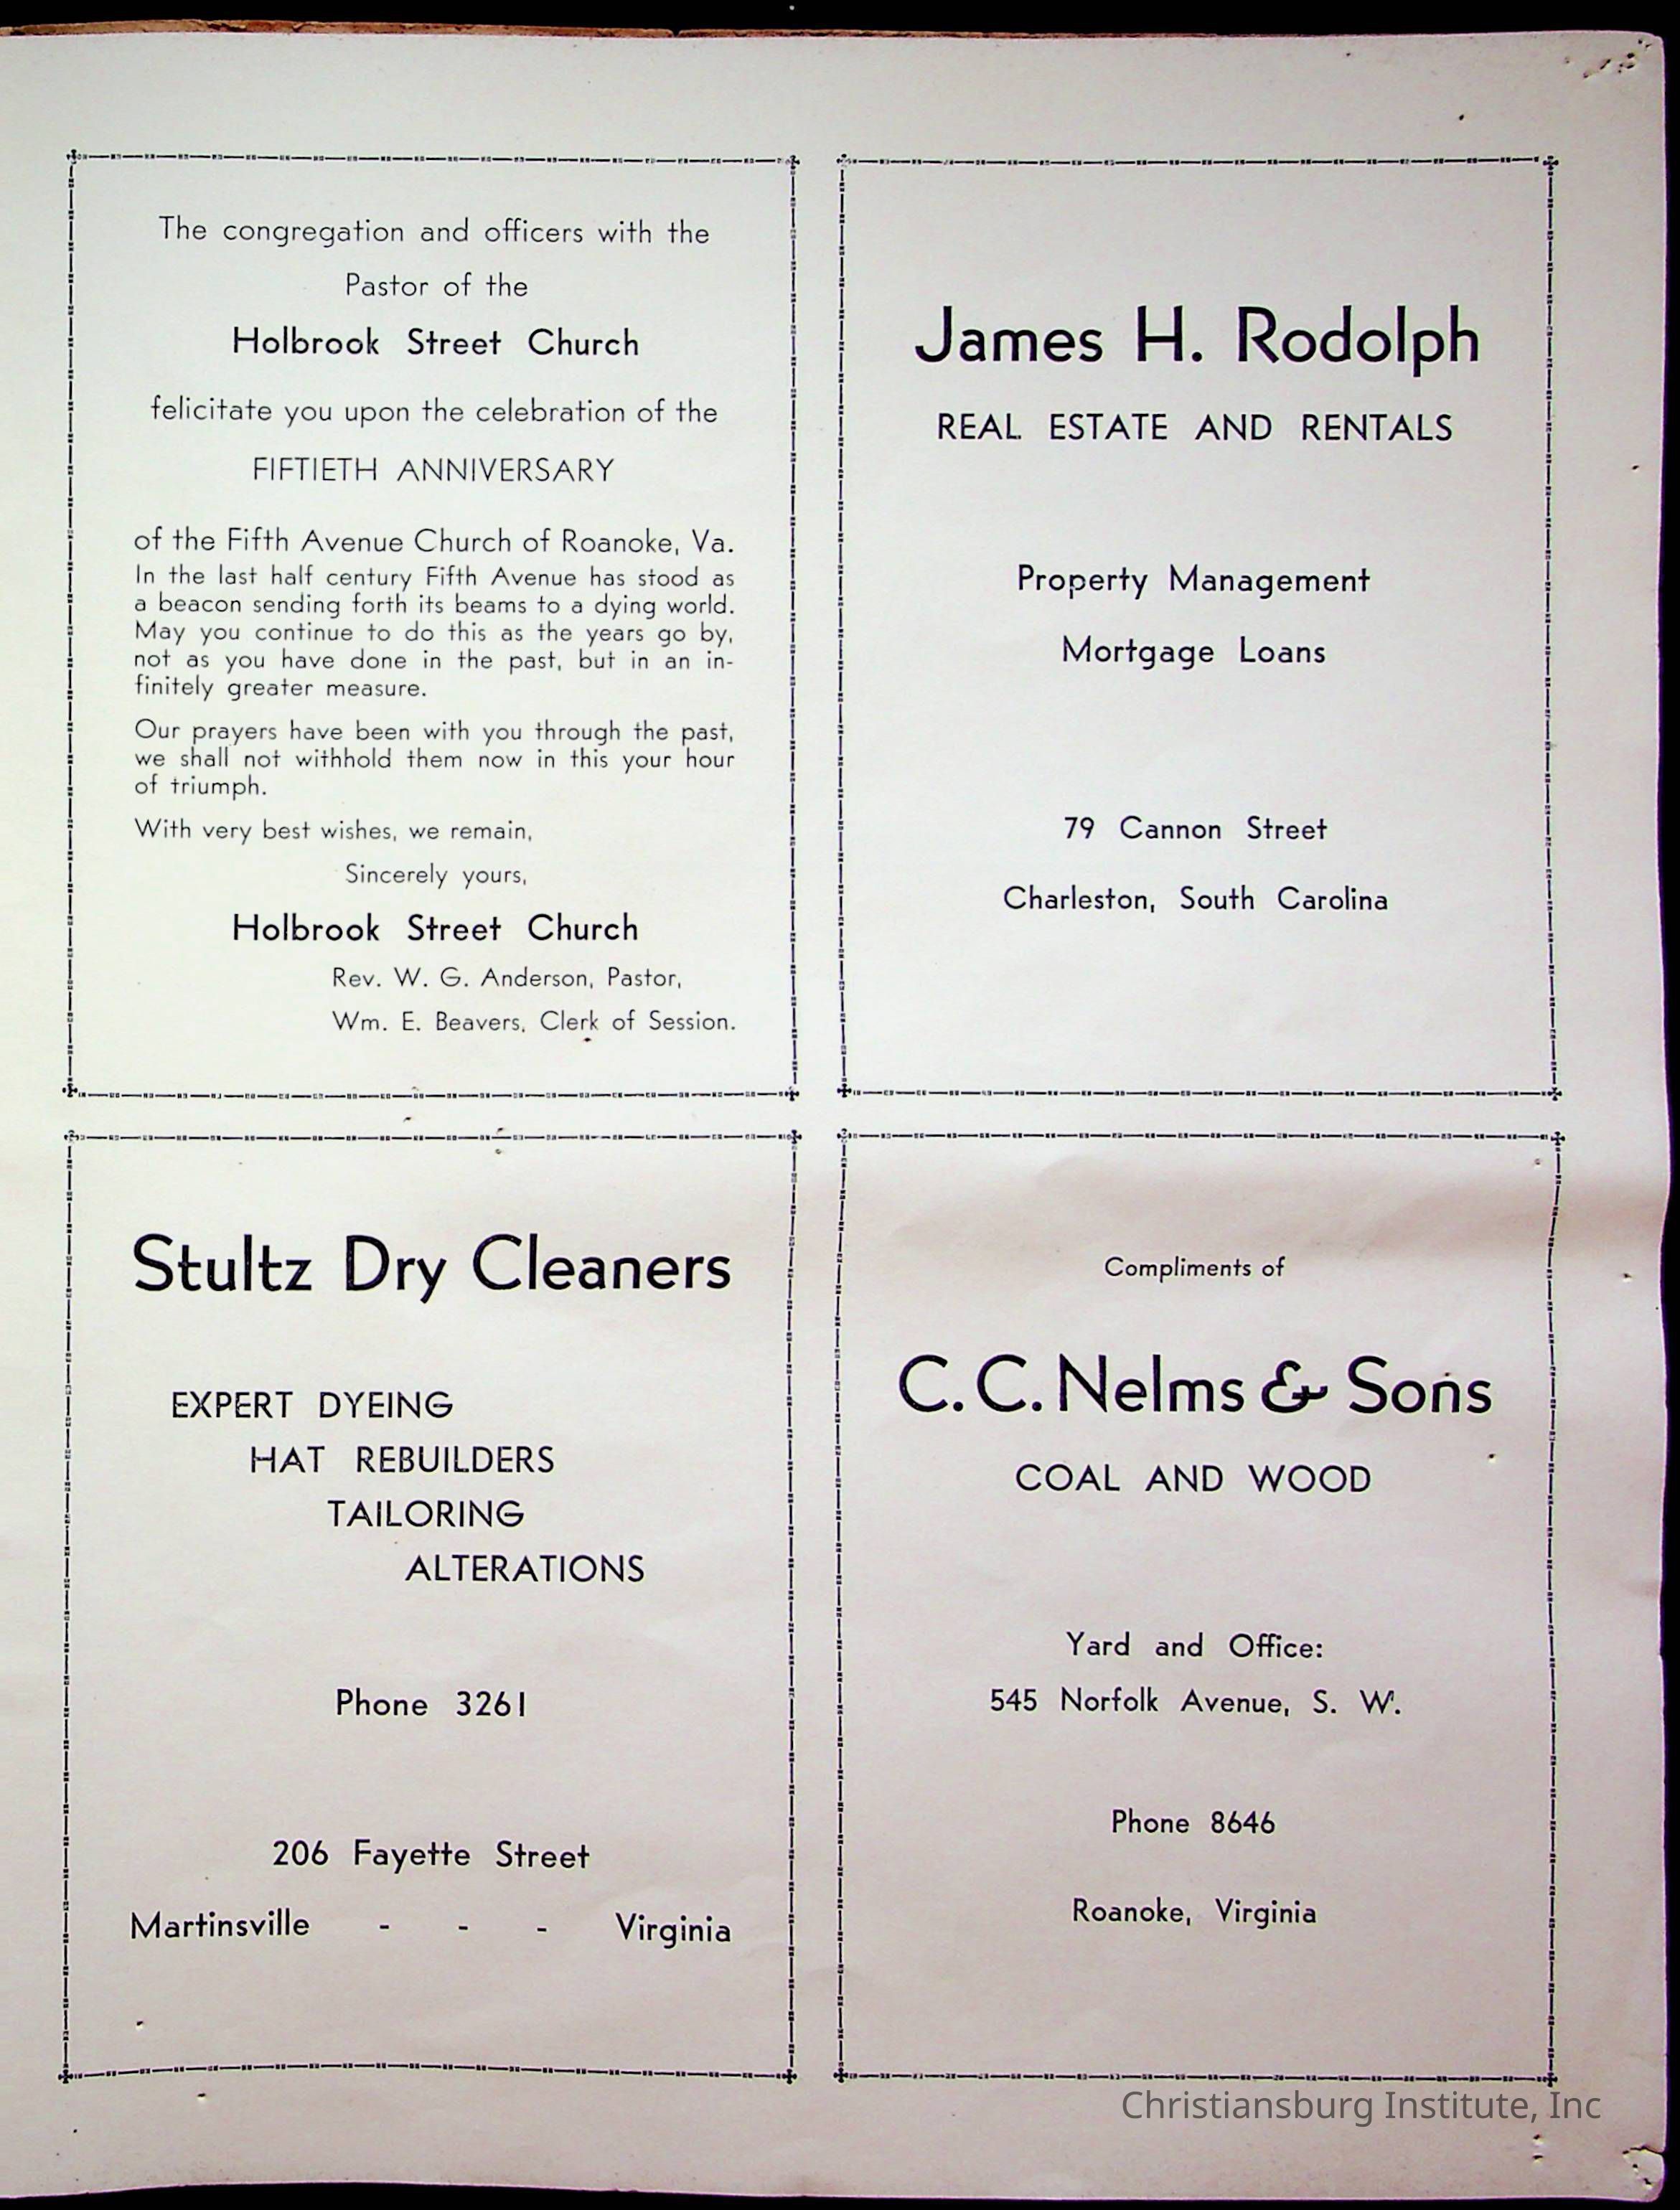 The congregation and officers with the
Pastor of the
Holbrook Street Church
felicitate you upon the celebration of the
FIFTIETH ANNIVERSARY
of the Fifth Avenue Church of Roanoke, Va.
In the last half century Fifth Avenue has stood as
a beacon sending forth its beams to a dying world.
May you continue to do this as the years go by,
not as you have done in the past, but in an in-
finitely greater measure.
Our prayers have been with you through the past,
we shall not withhold them now in this your hour
of triumph.
With very best wishes, we remain,
Sincerely yours,
Holbrook Street Church
Rev. W. G. Anderson, Pastor,
Wm. E. Beavers, Clerk of Session.
James H. Rodolph
REAL ESTATE AND RENTALS
Property Management
Mortgage Loans
79 Cannon Street
Charleston, South Carolina
Stultz Dry Cleaners
EXPERT DYEING
HAT REBUILDERS
TAILORING
ALTERATIONS
Phone 3261
206 Fayette Street
Martinsville - - - Virginia
Compliments of
C. C. Nelms & Sons
COAL AND WOOD
Yard and Office:
545 Norfolk Avenue, S. W.
Phone 8646
Roanoke, Virginia
Christiansburg Institute, Inc